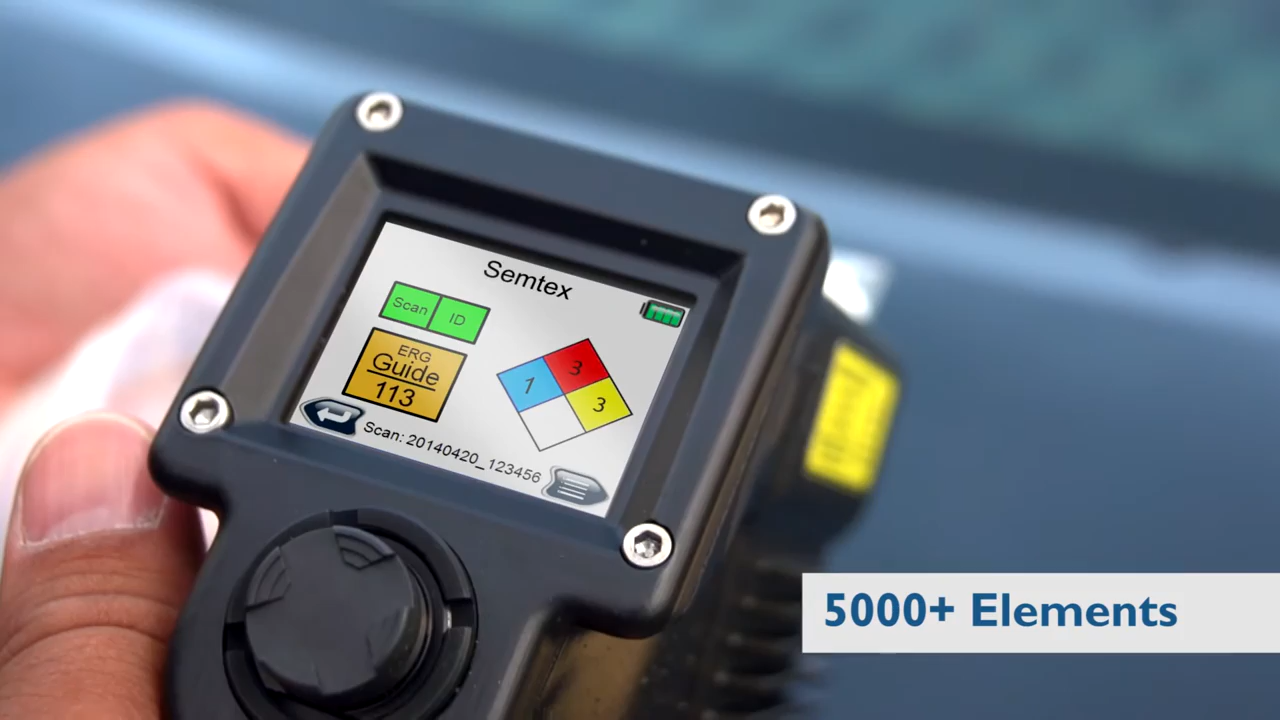 Semtex
Scan ID
ERG
Guide
113
1
3
3
Scan: 20140420_123456
5000+ Elements